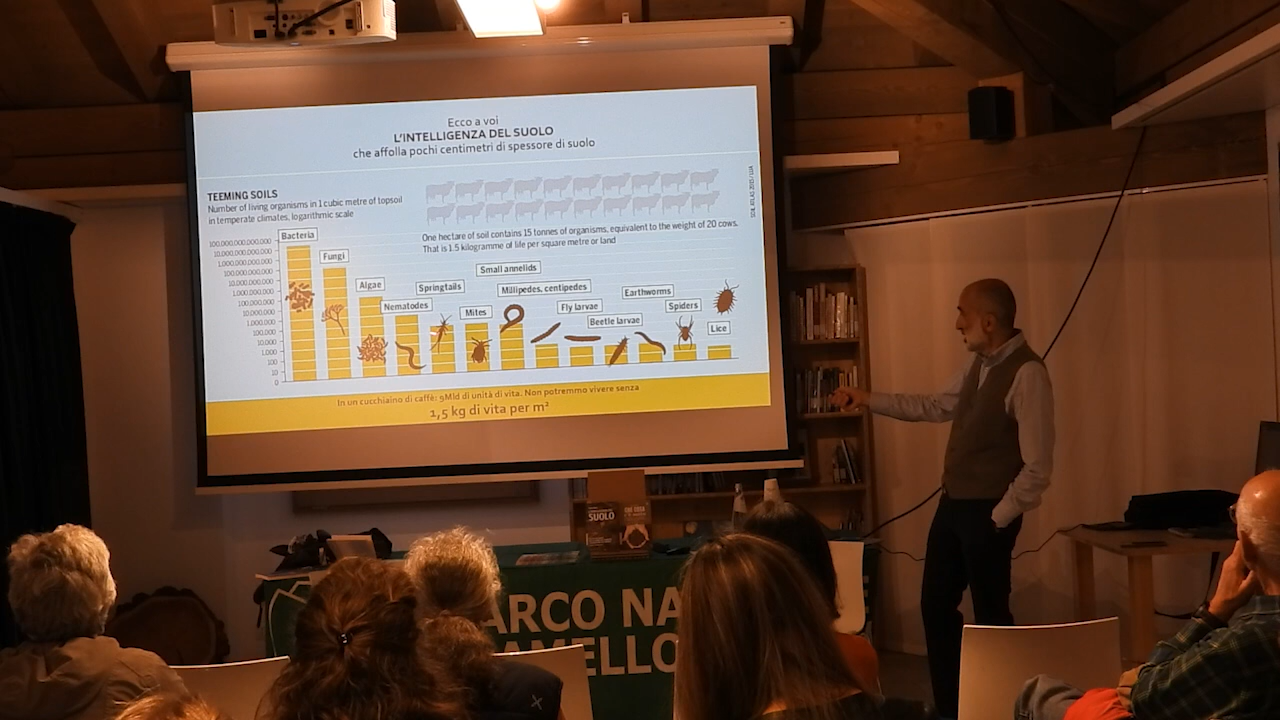 Ecco a voi
L'INTELLIGENZA DEL SUOLO
che affolla pochi centimetri di spessore di suolo
TEEMING SOILS
Number of living organisms in 1 cubic metre of topsoil
in temperate climates, logarithmic scale
One hectare of soil contains 15 tonnes of organisms, equivalent to the weight of 20 cows.
That is 1.5 kilogramme of life per square metre or land
100,000,000,000,000
10,000,000,000,000
1,000,000,000,000
100,000,000,000
10,000,000,000
1,000,000,000
100,000,000
10,000,000
1,000,000
100,000
10,000
1,000
100
10
0
Bacteria
Fungi
Algae
Nematodes
Springtails
Mites
Small annelids
Millipedes, centipedes
Fly larvae
Beetle larvae
Earthworms
Spiders
Lice
In un cucchiaino di caffè: 9Mld di unità di vita. Non potremmo vivere senza
1,5 kg di vita per m²
SUOLO
CHE COSA
ARCO NA
AMELLO